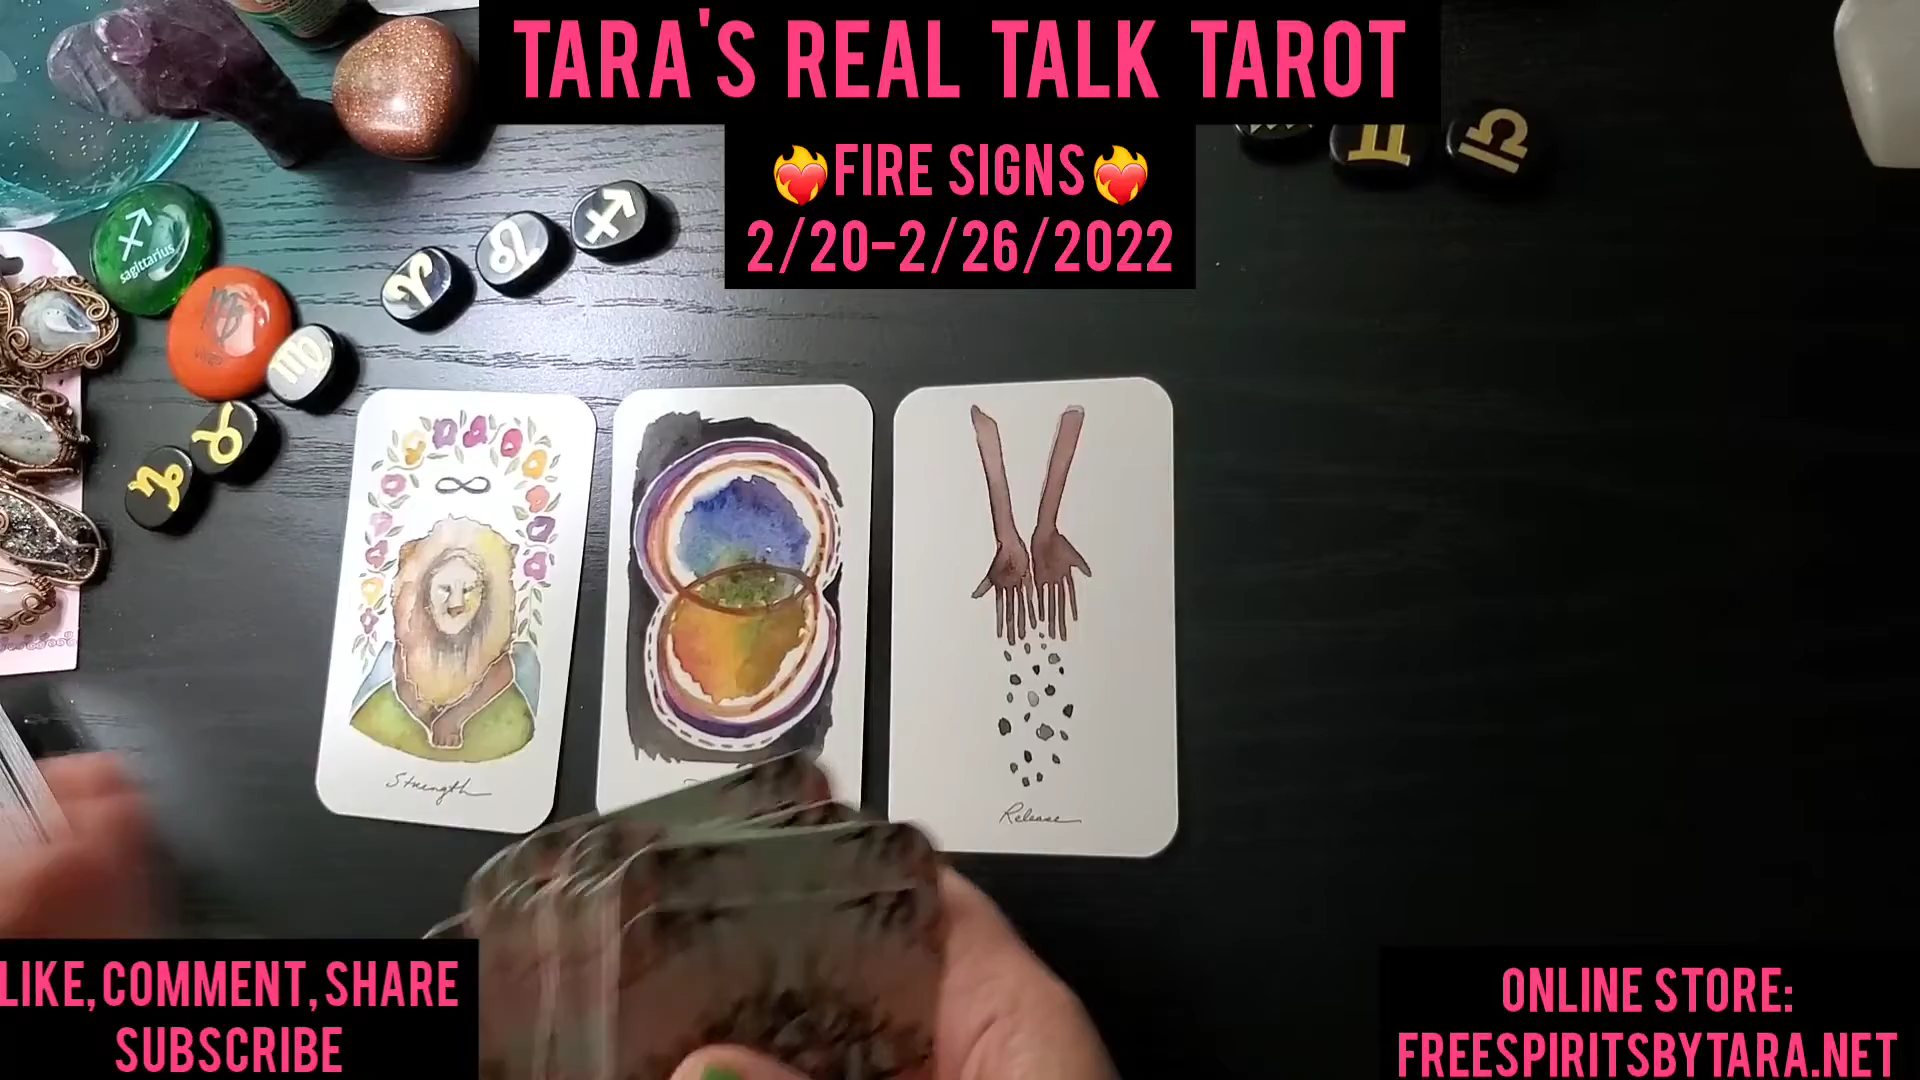 TARA'S REAL TALK TAROT
❤️‍🔥FIRE SIGNS❤️‍🔥
2/20-2/26/2022
sagittarius
Strength
Release
LIKE, COMMENT, SHARE
SUBSCRIBE
ONLINE STORE:
FREESPIRITSBYTARA.NET